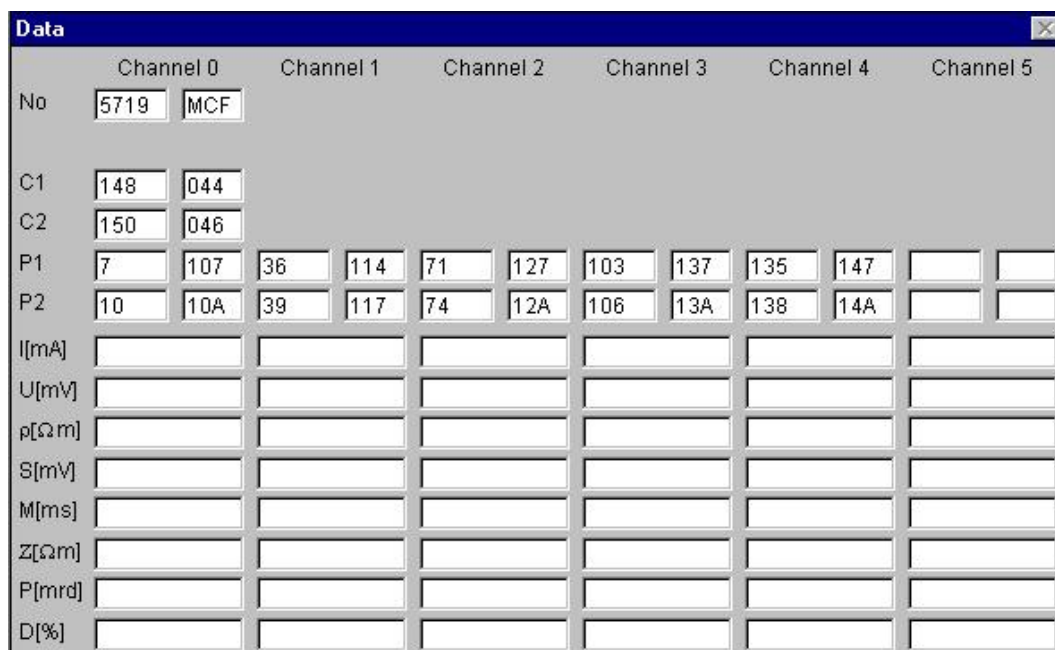 Data
Channel 0 Channel 1 Channel 2 Channel 3 Channel 4 Channel 5
No 5719 MCF
C1 148 044
C2 150 046
P1 7 107 36 114 71 127 103 137 135 147
P2 10 10A 39 117 74 12A 106 13A 138 14A
I[mA]
U[mV]
ρ[Ωm]
S[mV]
M[ms]
Z[Ωm]
P[mrd]
D[%]